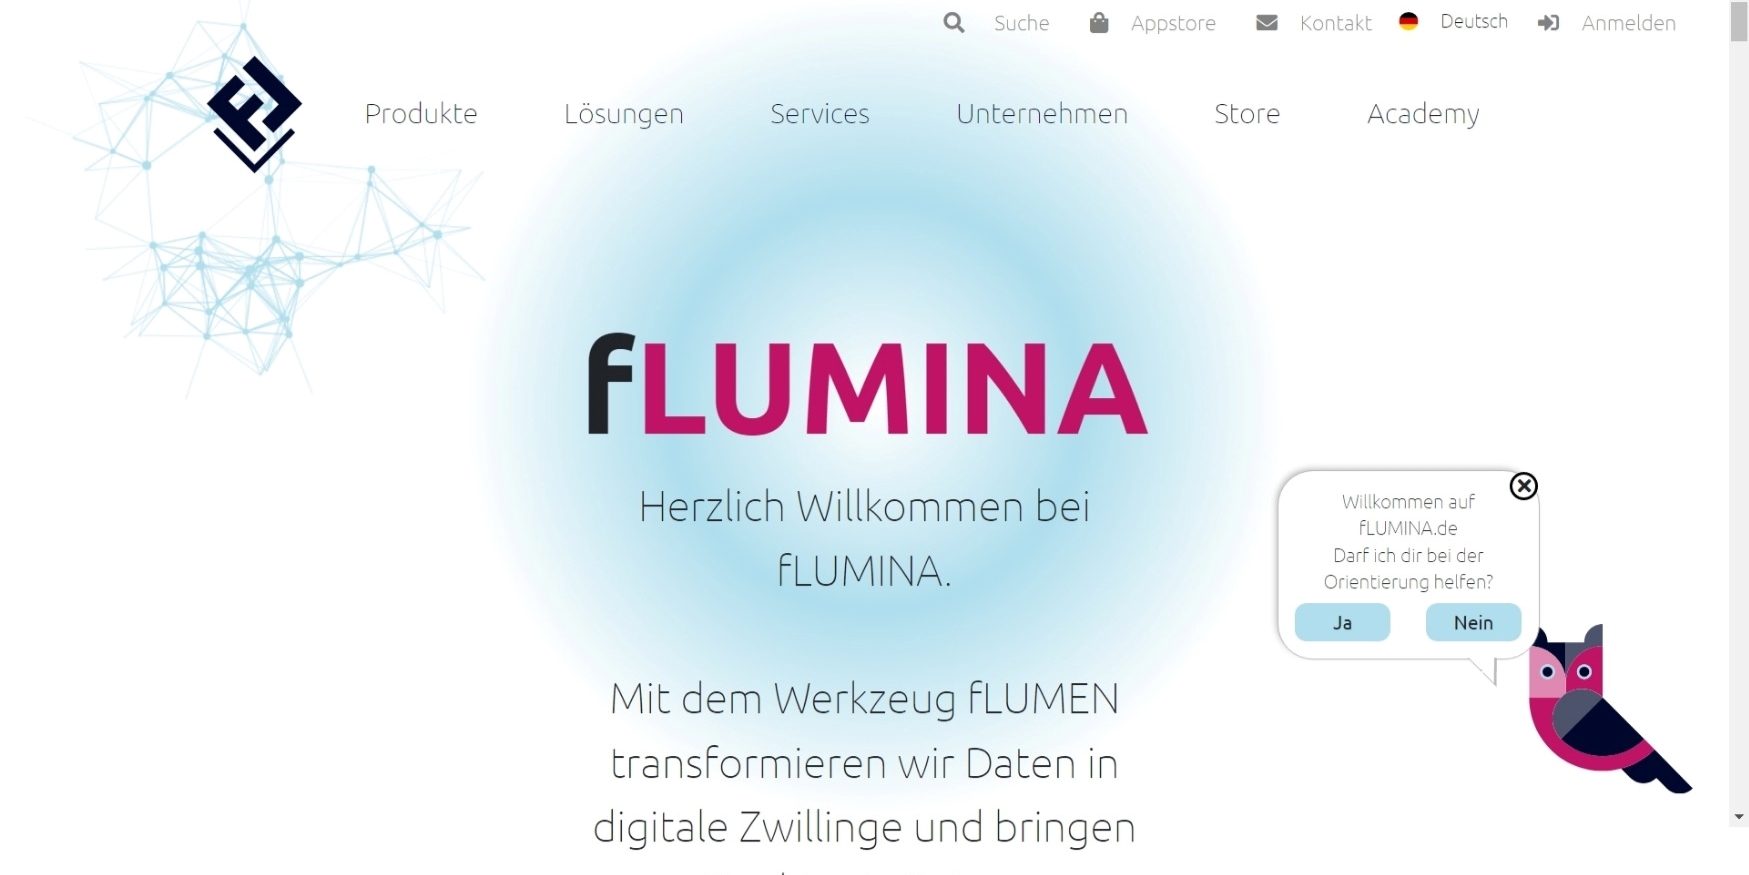 Suche Appstore Kontakt Deutsch Anmelden
Produkte Lösungen Services Unternehmen Store Academy
fLUMINA
Herzlich Willkommen bei
fLUMINA.
Willkommen auf
fLUMINA.de
Darf ich dir bei der
Orientierung helfen?
Ja Nein
Mit dem Werkzeug fLUMEN
transformieren wir Daten in
digitale Zwillinge und bringen